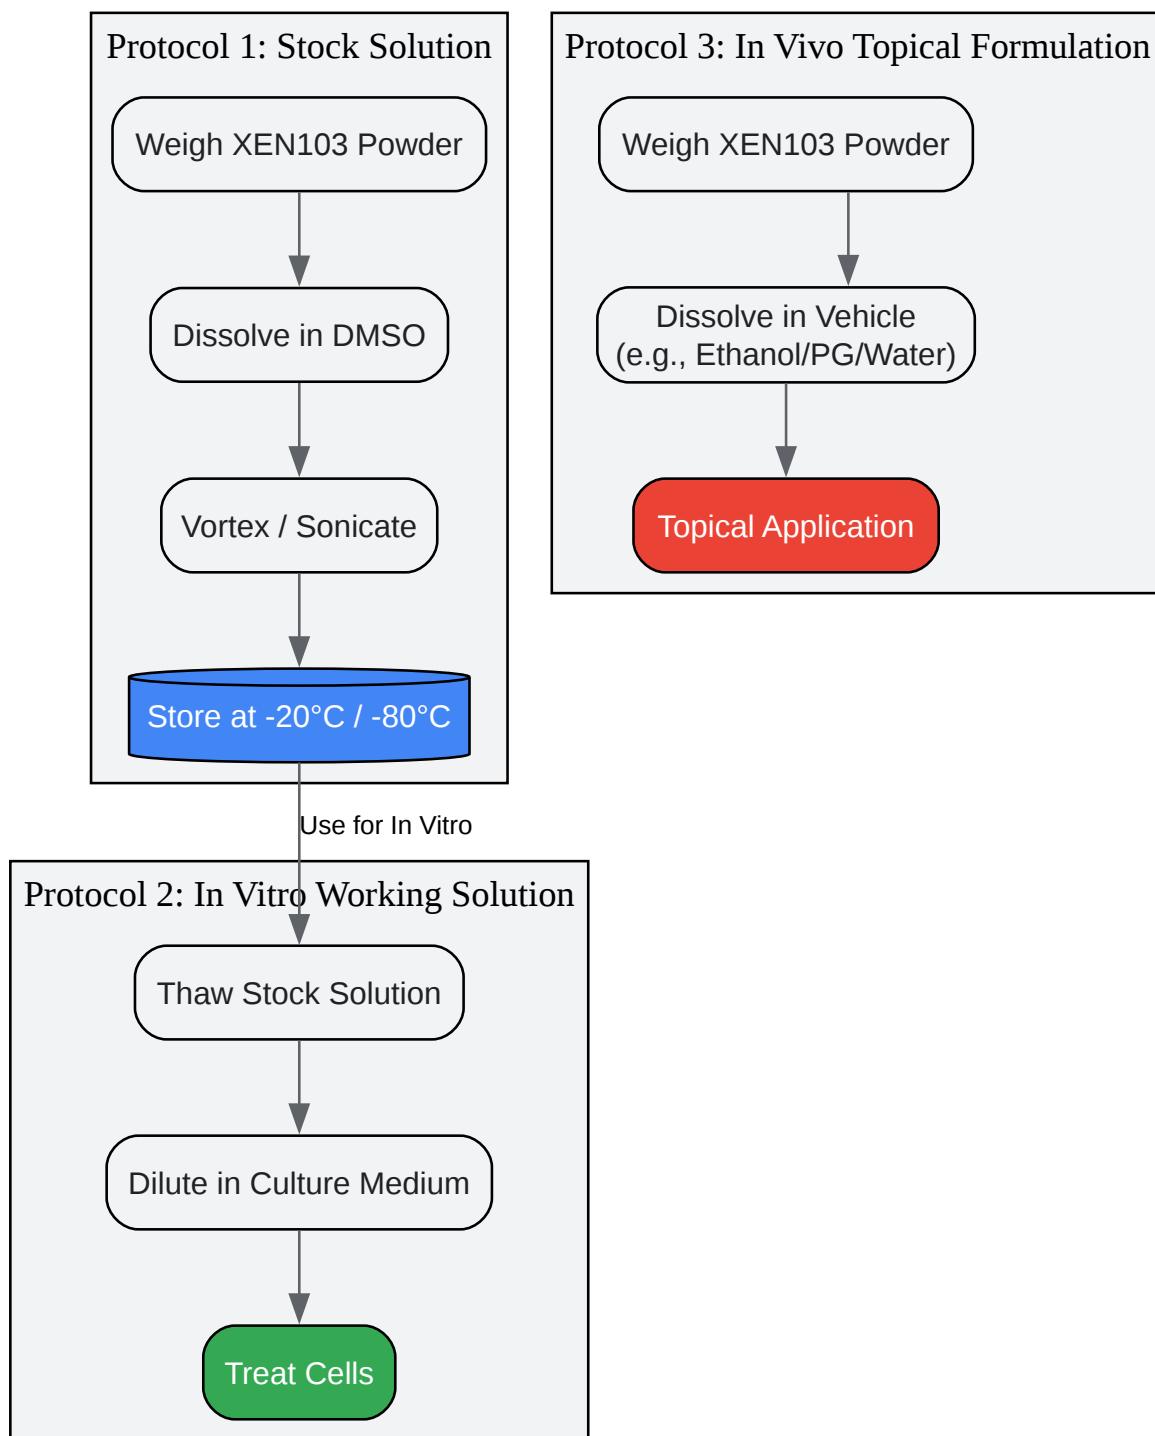 Protocol 1: Stock Solution
Weigh XEN103 Powder
Dissolve in DMSO
Vortex / Sonicate
Store at -20°C / -80°C
Use for In Vitro
Protocol 2: In Vitro Working Solution
Thaw Stock Solution
Dilute in Culture Medium
Treat Cells
Protocol 3: In Vivo Topical Formulation
Weigh XEN103 Powder
Dissolve in Vehicle
(e.g., Ethanol/PG/Water)
Topical Application